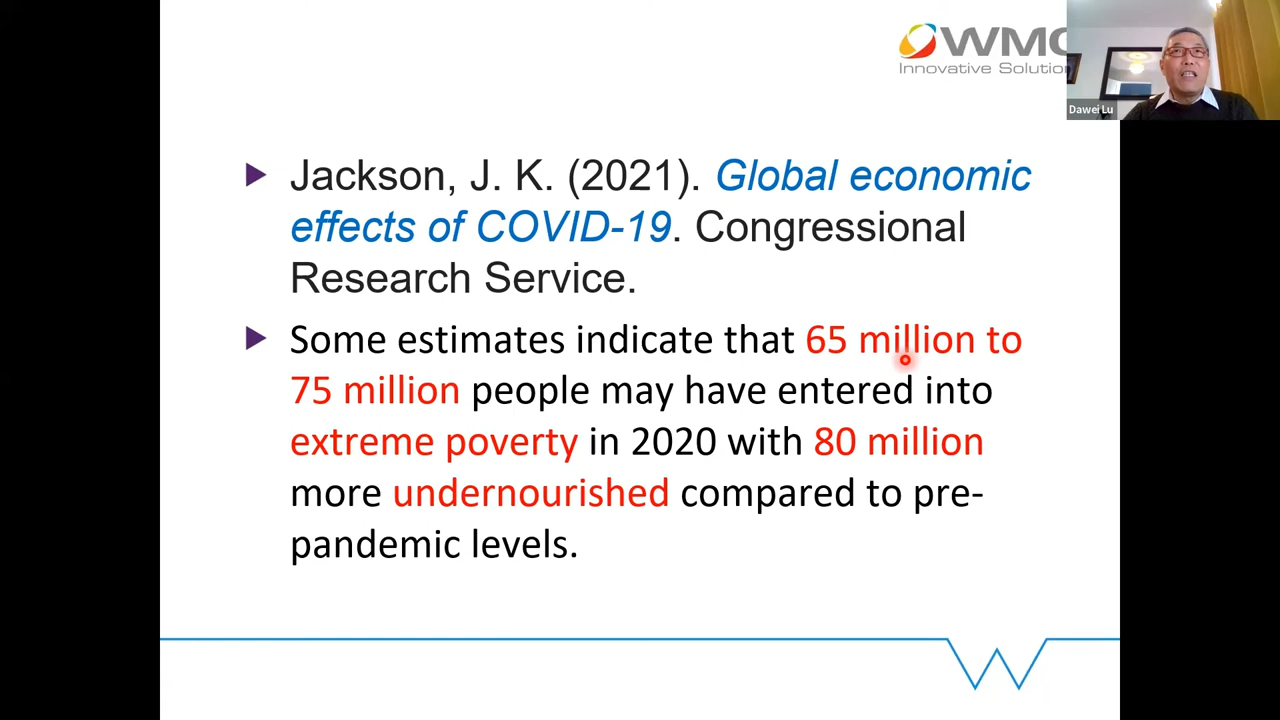 WMG
Innovative Solution
Dawei Lu
Jackson, J. K. (2021). Global economic
effects of COVID-19. Congressional
Research Service.
Some estimates indicate that 65 million to
75 million people may have entered into
extreme poverty in 2020 with 80 million
more undernourished compared to pre-
pandemic levels.